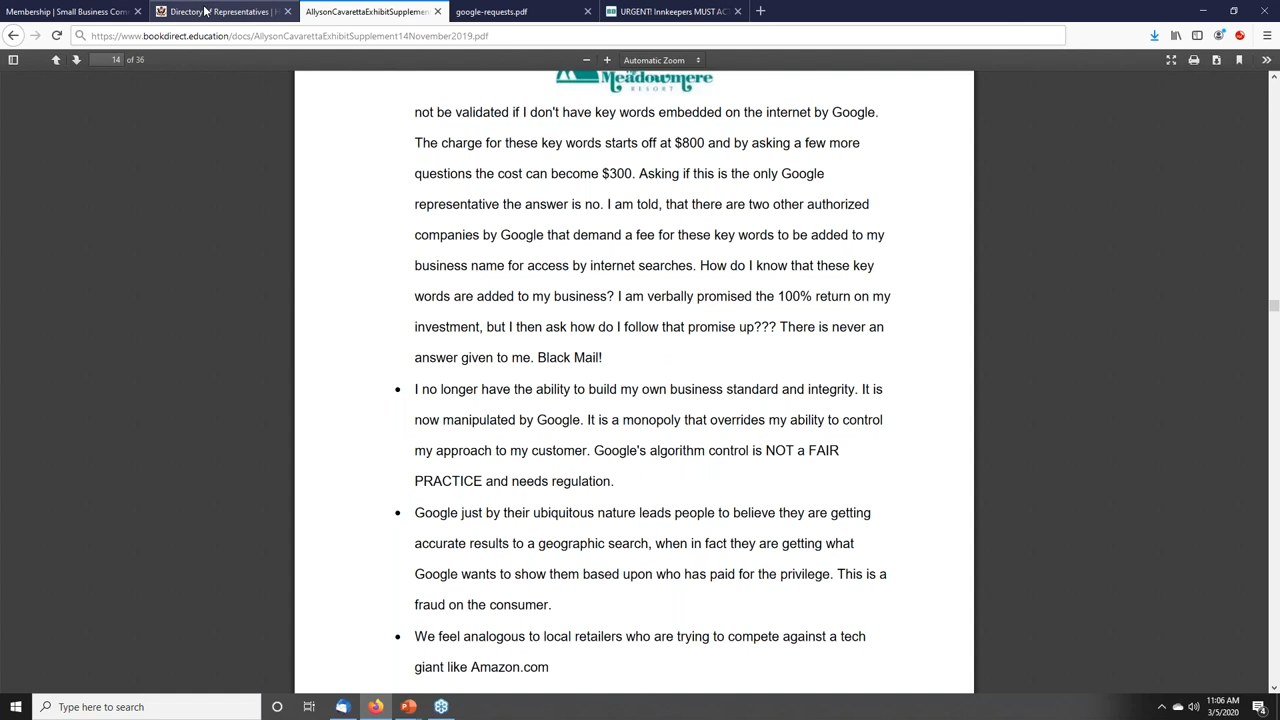 Membership | Small Business Com
Directory of Representatives | H
AllysonCavarettaExhibitSupplemen
google-requests.pdf
URGENT! Innkeepers MUST AC
https://www.bookdirect.education/docs/AllysonCavarettaExhibitSupplement14November2019.pdf
14 of 36
Automatic Zoom
Meadowmere
RESORT
not be validated if I don't have key words embedded on the internet by Google.
The charge for these key words starts off at $800 and by asking a few more
questions the cost can become $300. Asking if this is the only Google
representative the answer is no. I am told, that there are two other authorized
companies by Google that demand a fee for these key words to be added to my
business name for access by internet searches. How do I know that these key
words are added to my business? I am verbally promised the 100% return on my
investment, but I then ask how do I follow that promise up??? There is never an
answer given to me. Black Mail!
• I no longer have the ability to build my own business standard and integrity. It is
now manipulated by Google. It is a monopoly that overrides my ability to control
my approach to my customer. Google's algorithm control is NOT a FAIR
PRACTICE and needs regulation.
• Google just by their ubiquitous nature leads people to believe they are getting
accurate results to a geographic search, when in fact they are getting what
Google wants to show them based upon who has paid for the privilege. This is a
fraud on the consumer.
• We feel analogous to local retailers who are trying to compete against a tech
giant like Amazon.com
Type here to search
11:06 AM
3/5/2020
4